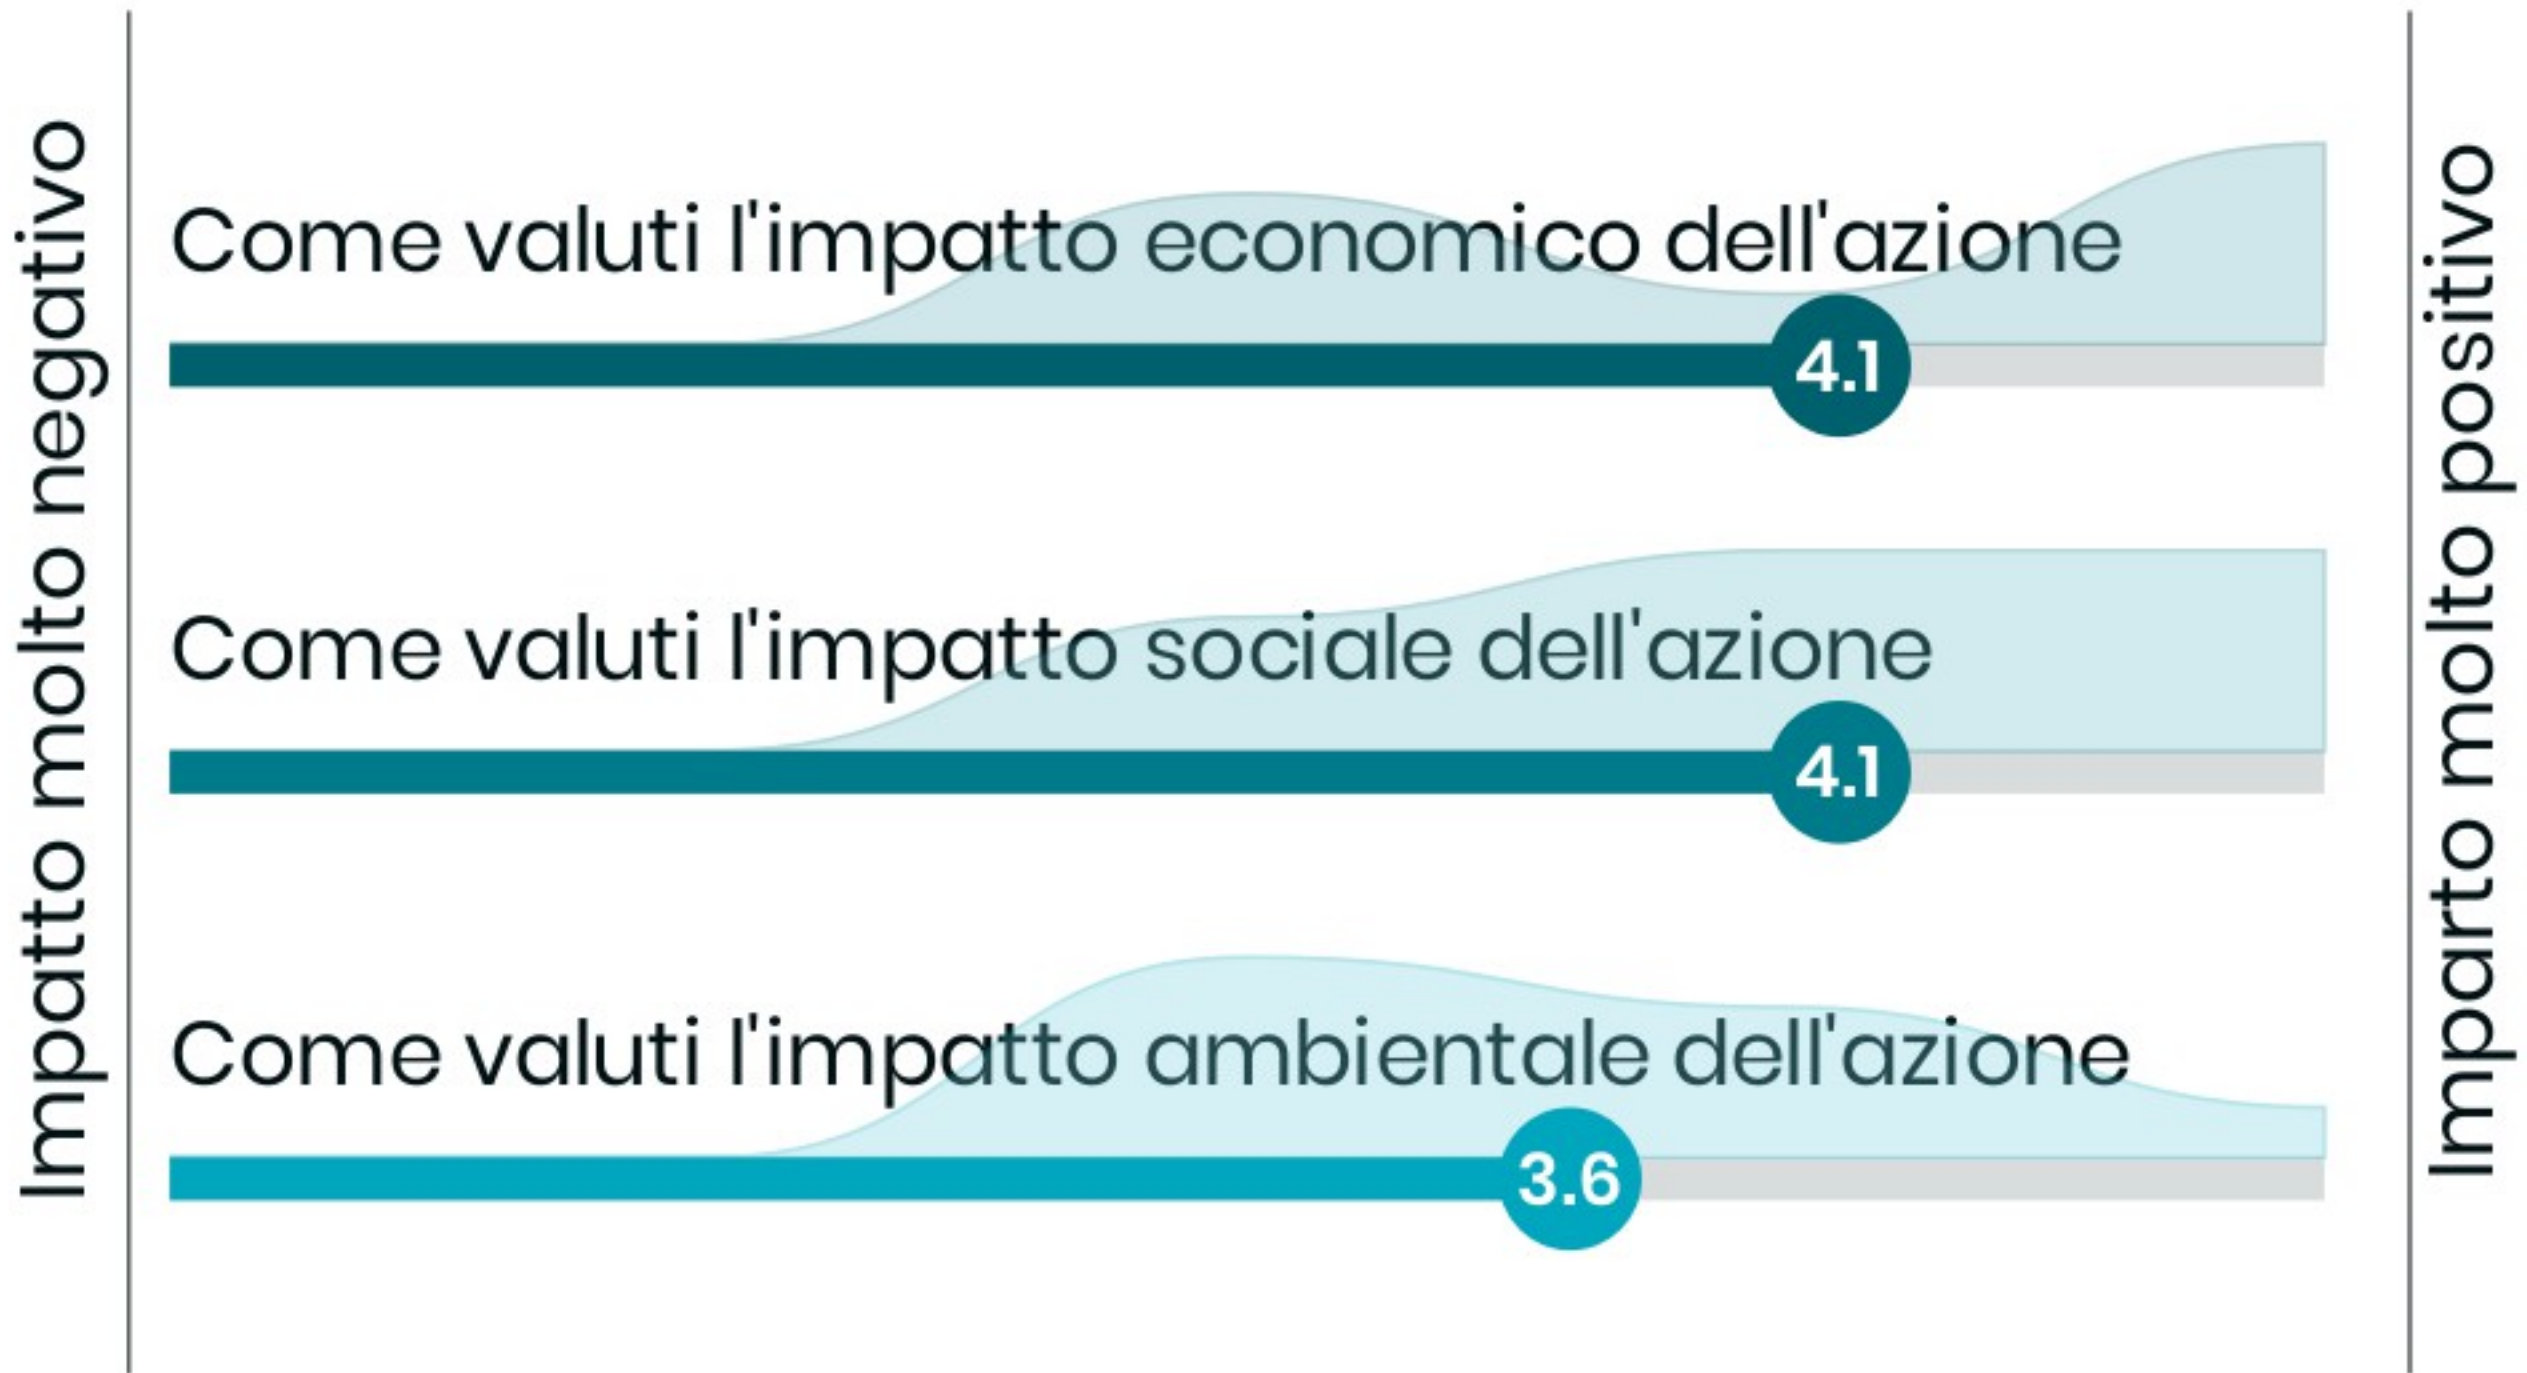 Impatto molto negativo
Come valuti l'impatto economico dell'azione
4.1
Come valuti l'impatto sociale dell'azione
4.1
Come valuti l'impatto ambientale dell'azione
3.6
Imparto molto positivo